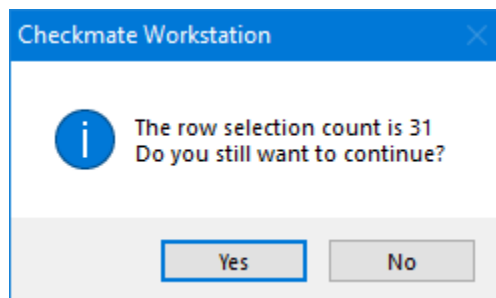 Checkmate Workstation
The row selection count is 31
Do you still want to continue?
Yes
No